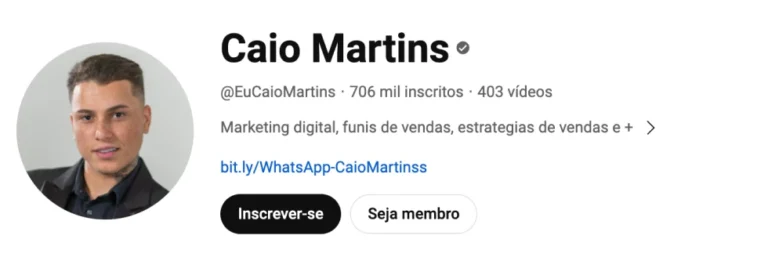 Caio Martins
@EuCaioMartins · 706 mil inscritos · 403 vídeos
Marketing digital, funis de vendas, estrategias de vendas e +
bit.ly/WhatsApp-CaioMartinss
Inscrever-se Seja membro